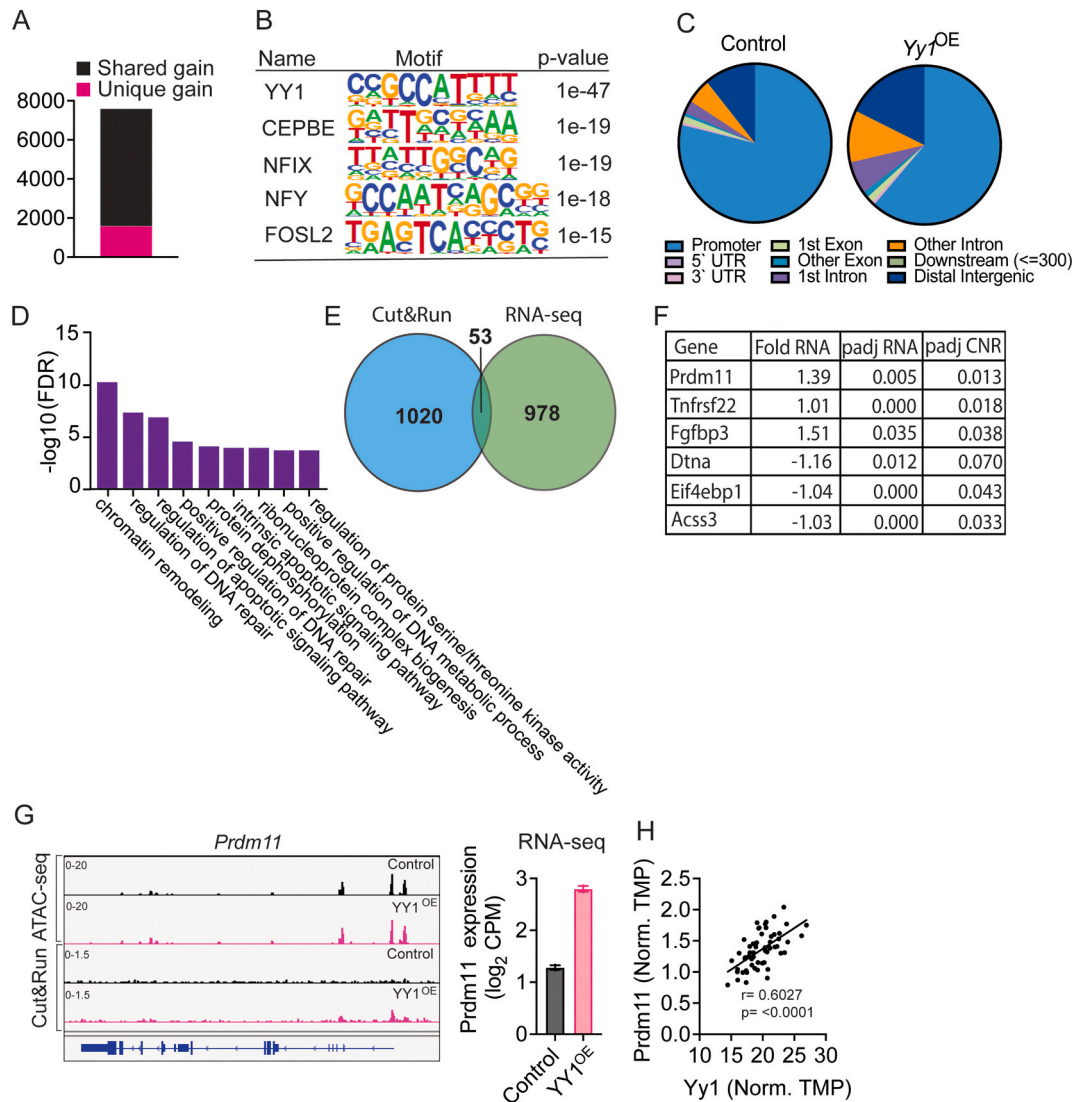 A
Shared gain
Unique gain
8000
6000
4000
2000
0
B
Name Motif p-value
YY1 1e-47
CEPBE 1e-19
NFIX 1e-19
NFY 1e-18
FOSL2 1e-15
C
Control Yy1OE
Promoter 1st Exon Other Intron
5` UTR Other Exon Downstream (<=300)
3` UTR 1st Intron Distal Intergenic
D
-log10 (FDR)
15
10
5
0
chromatin remodeling
regulation of DNA repair
regulation of apoptotic signaling pathway
positive regulation of DNA repair
protein dephosphorylation
intrinsic apoptotic signaling pathway
ribonucleoprotein complex biogenesis
positive regulation of DNA metabolic process
regulation of protein serine/threonine kinase activity
E
Cut&Run RNA-seq
53
1020 978
F
Gene Fold RNA padj RNA padj CNR
Prdm11 1.39 0.005 0.013
Tnfrsf22 1.01 0.000 0.018
Fgfbp3 1.51 0.035 0.038
Dtna -1.16 0.012 0.070
Eif4ebp1 -1.04 0.000 0.043
Acss3 -1.03 0.000 0.033
G
Prdm11
ATAC-seq
0-20 Control
0-20 YY1OE
Cut&Run
0-1.5 Control
0-1.5 YY1OE
RNA-seq
Prdm11 expression
(log2 CPM)
3
2
1
0
Control
YY1OE
H
Prdm11 (Norm. TMP)
2.5
2.0
1.5
1.0
0.5
0.0
r= 0.6027
p= <0.0001
10 15 20 25 30
Yy1 (Norm. TMP)